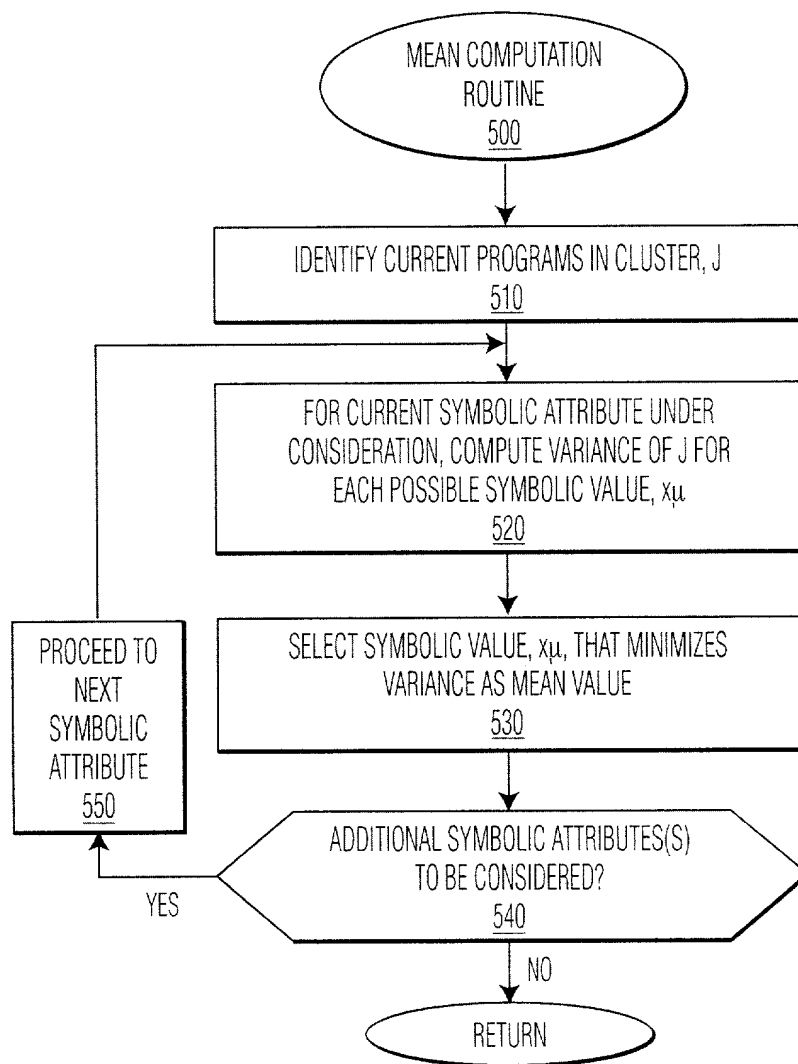 MEAN COMPUTATION
ROUTINE
500
IDENTIFY CURRENT PROGRAMS IN CLUSTER, J
510
FOR CURRENT SYMBOLIC ATTRIBUTE UNDER
CONSIDERATION, COMPUTE VARIANCE OF J FOR
EACH POSSIBLE SYMBOLIC VALUE, xμ
520
SELECT SYMBOLIC VALUE, xμ, THAT MINIMIZES
VARIANCE AS MEAN VALUE
530
PROCEED TO
NEXT
SYMBOLIC
ATTRIBUTE
550
ADDITIONAL SYMBOLIC ATTRIBUTES(S)
TO BE CONSIDERED?
540
YES
NO
RETURN